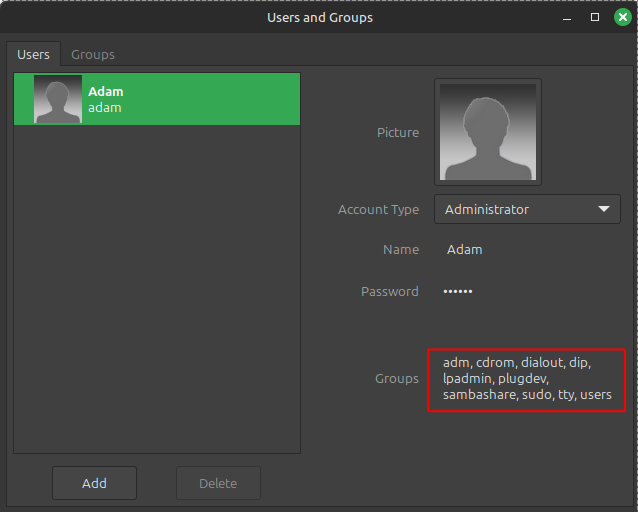 Users and Groups
Users
Groups
Adam
adam
Picture
Account Type
Administrator
Name
Adam
Password
••••••
Groups
adm, cdrom, dialout, dip,
lpadmin, plugdev,
sambashare, sudo, tty, users
Add
Delete